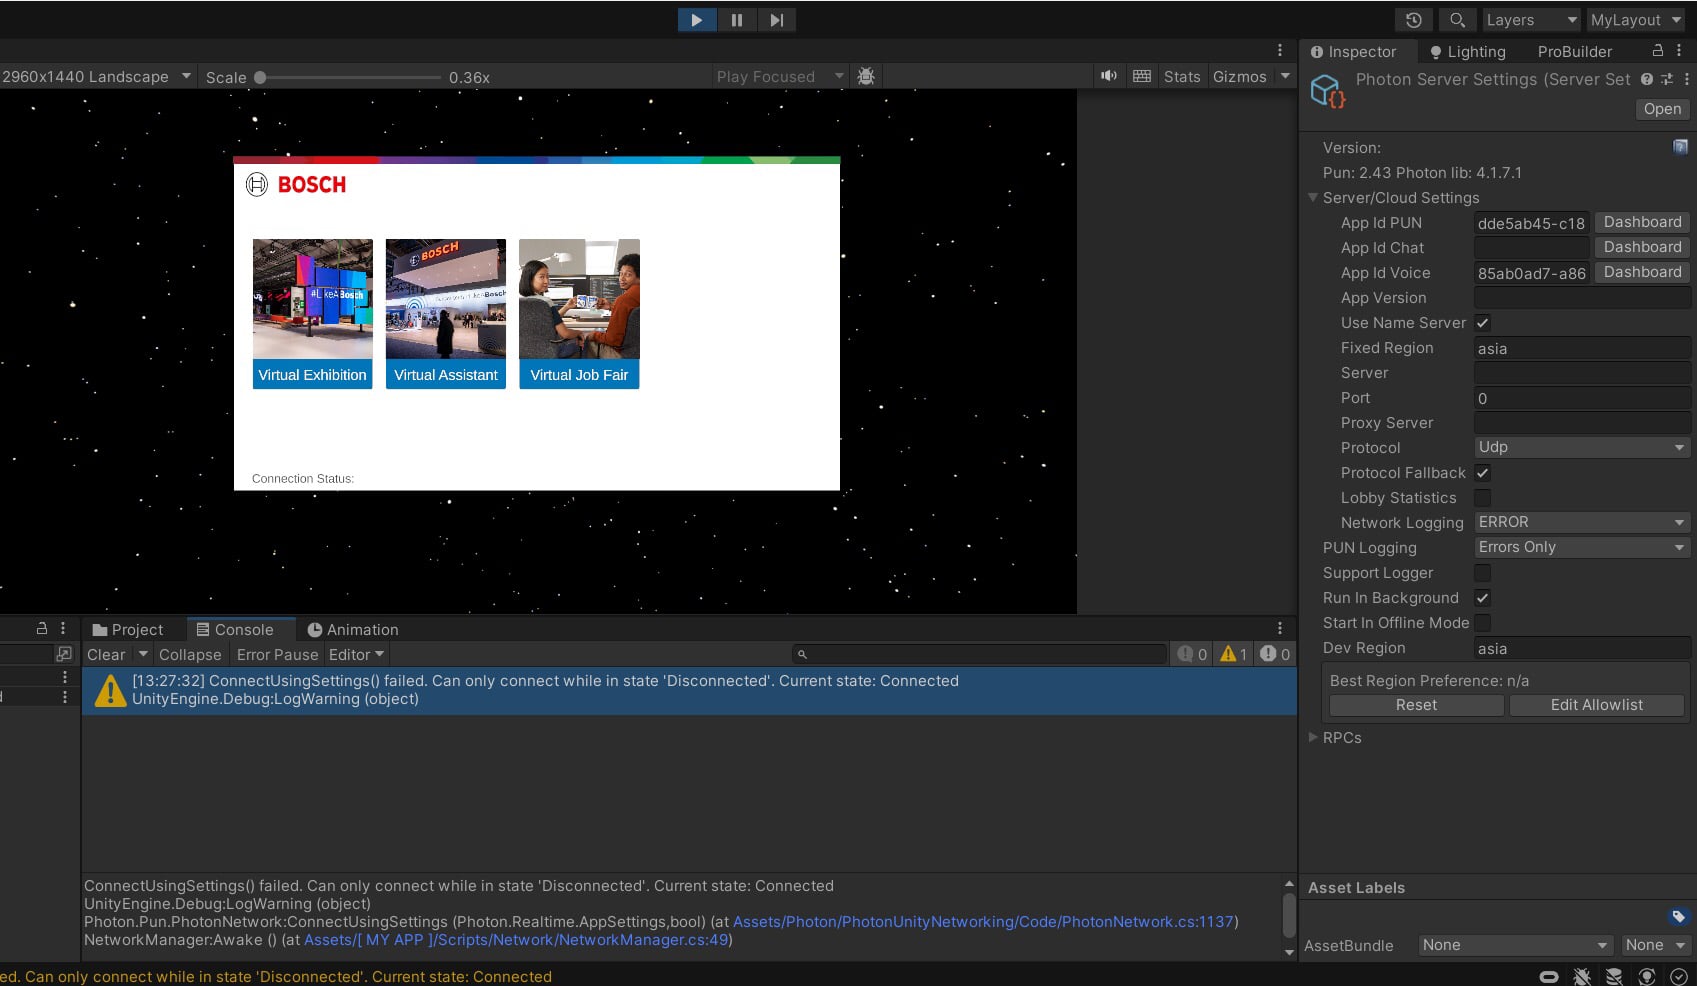 Layers
MyLayout
Inspector
Lighting
ProBuilder
2960x1440 Landscape
Scale
0.36x
Play Focused
Stats
Gizmos
Photon Server Settings (Server Set
Open
Version:
Pun: 2.43 Photon lib: 4.1.7.1
Server/Cloud Settings
App Id PUN
dde5ab45-c18
Dashboard
App Id Chat
Dashboard
App Id Voice
85ab0ad7-a86
Dashboard
App Version
Use Name Server
Fixed Region
asia
Server
Port
0
Proxy Server
Protocol
Udp
Protocol Fallback
Lobby Statistics
Network Logging
ERROR
PUN Logging
Errors Only
Support Logger
Run In Background
Start In Offline Mode
Dev Region
asia
Best Region Preference: n/a
Reset
Edit Allowlist
RPCs
BOSCH
#LikeABosch
BOSCH
Virtual Exhibition
Virtual Assistant
Virtual Job Fair
Connection Status:
Project
Console
Animation
Clear
Collapse
Error Pause
Editor
0
1
0
[13:27:32] ConnectUsingSettings() failed. Can only connect while in state 'Disconnected'. Current state: Connected
UnityEngine.Debug:LogWarning (object)
ConnectUsingSettings() failed. Can only connect while in state 'Disconnected'. Current state: Connected
UnityEngine.Debug:LogWarning (object)
Photon.Pun.PhotonNetwork:ConnectUsingSettings (Photon.Realtime.AppSettings,bool) (at Assets/Photon/PhotonUnityNetworking/Code/PhotonNetwork.cs:1137)
NetworkManager:Awake () (at Assets/[ MY APP ]/Scripts/Network/NetworkManager.cs:49)
Asset Labels
AssetBundle
None
None
ed. Can only connect while in state 'Disconnected'. Current state: Connected